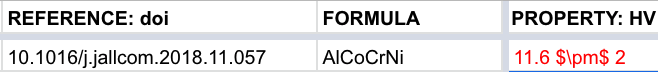 REFERENCE: doi FORMULA PROPERTY: HV
10.1016/j.jallcom.2018.11.057 AlCoCrNi 11.6 $\pm$ 2